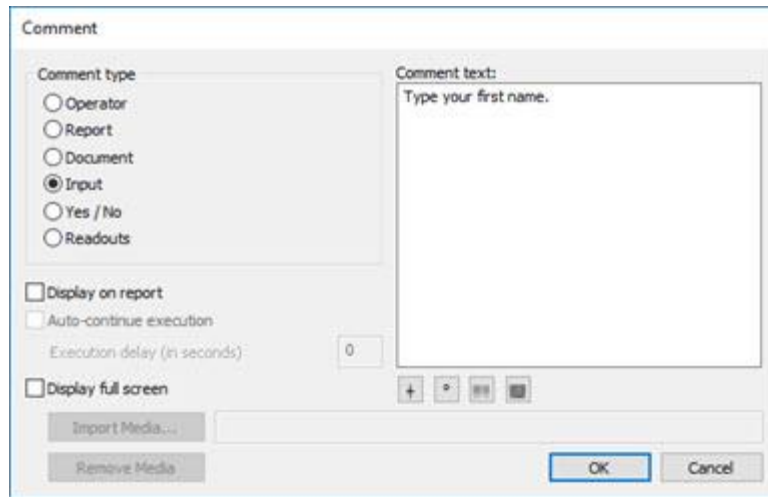 Comment
Comment type
Operator
Report
Document
Input
Yes / No
Readouts
Display on report
Auto-continue execution
Execution delay (in seconds)
0
Display full screen
Import Media...
Remove Media
Comment text:
Type your first name.
OK
Cancel